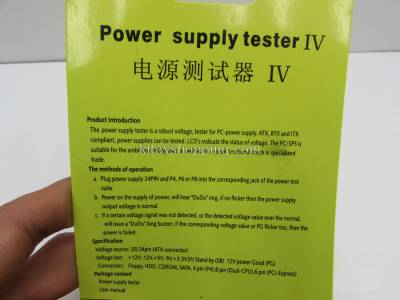 Power supply tester IV
电源测试器 IV
Product Introduction
The power supply tester is a robust voltage, tester for PC-power supply. ATX, BTX and ITX
compliant, power supplies can be tested. LCD's indicate the status of voltage. The PC/SPS is
suitable for the ambi in specialized
trade.
The methods of operation
a. Plug power supply 24PIN and P4, P6 or P8 into the corresponding jack of the power test
suite.
b. Power on the supply of power, will hear "DuDu" ring, if no flicker then the power supply
output voltage is normal.
c. If a certain voltage signal was not detected, or the detected voltage over the normal, there
will issue a "DuDu" long buzzer; if the corresponding voltage value or PG flicker too, then the
power is failed.
Specification
Voltage source: 20/24pin (ATX-connector)
Voltage test: +12V,-12V,+5V,-5V,+3.3V,5V Stand by (GB) 12V power Good (PG)
Connectors: Floppy, HDD, CDROM, SATA, 4 pin (P4),8 pin (Dual-CPU),6 pin (PCI-Express)
Package content
Power supply tester
User manual